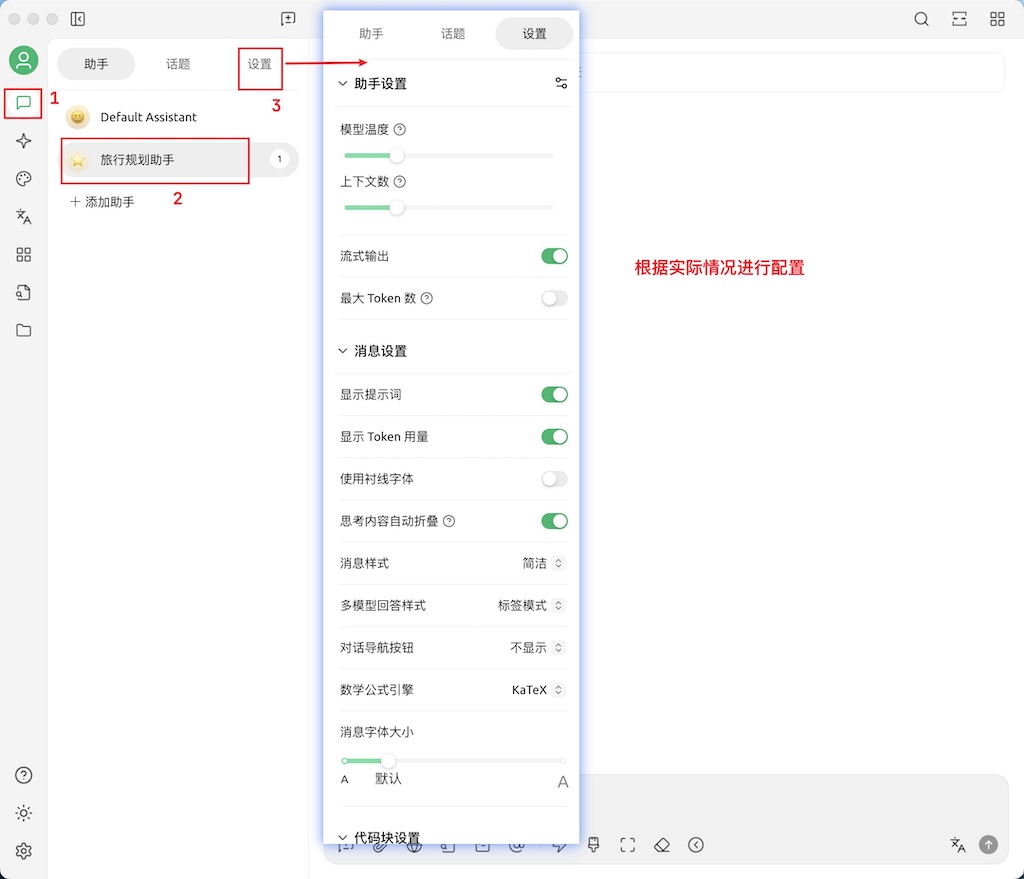 助手
话题
设置
1
3
Default Assistant
旅行规划助手
1
2
添加助手
助手
话题
设置
助手设置
模型温度
上下文数
流式输出
最大 Token 数
消息设置
显示提示词
显示 Token 用量
使用衬线字体
思考内容自动折叠
消息样式 简洁
多模型回答样式 标签模式
对话导航按钮 不显示
数学公式引擎 KaTeX
消息字体大小
A 默认 A
代码块设置
根据实际情况进行配置